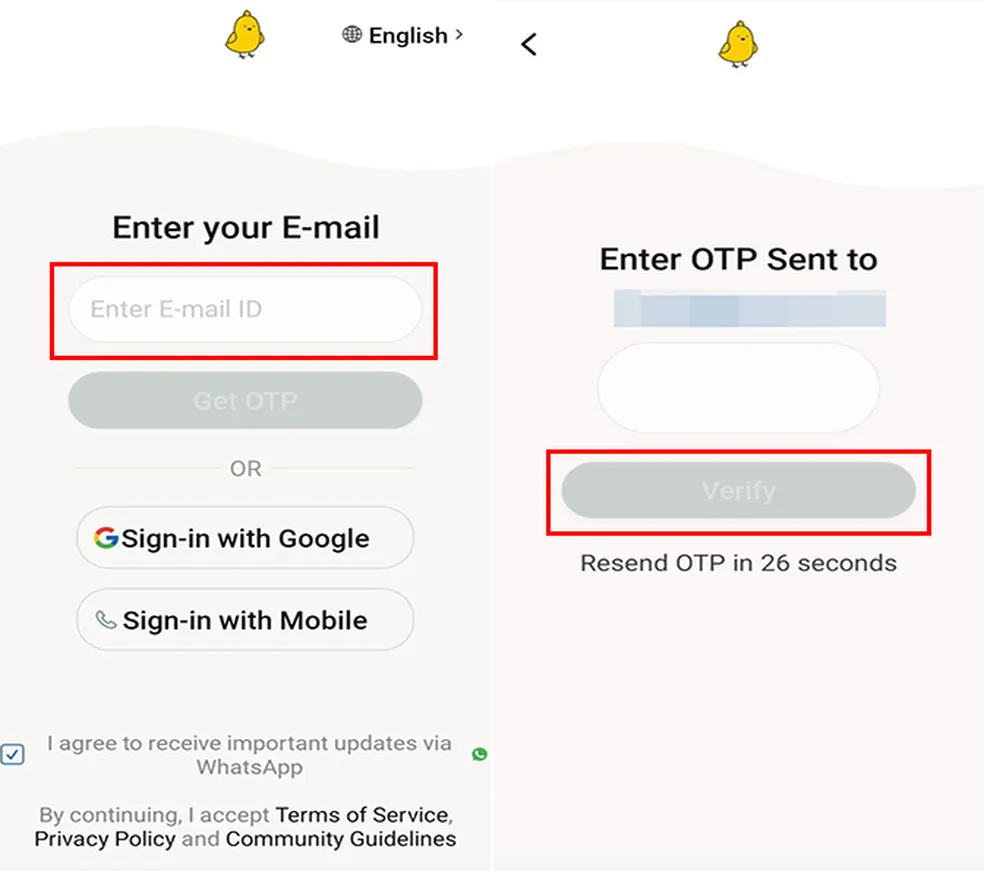 English
Enter your E-mail
Enter E-mail ID
Get OTP
OR
Sign-in with Google
Sign-in with Mobile
I agree to receive important updates via
WhatsApp
By continuing, I accept Terms of Service,
Privacy Policy and Community Guidelines
Enter OTP Sent to
Verify
Resend OTP in 26 seconds